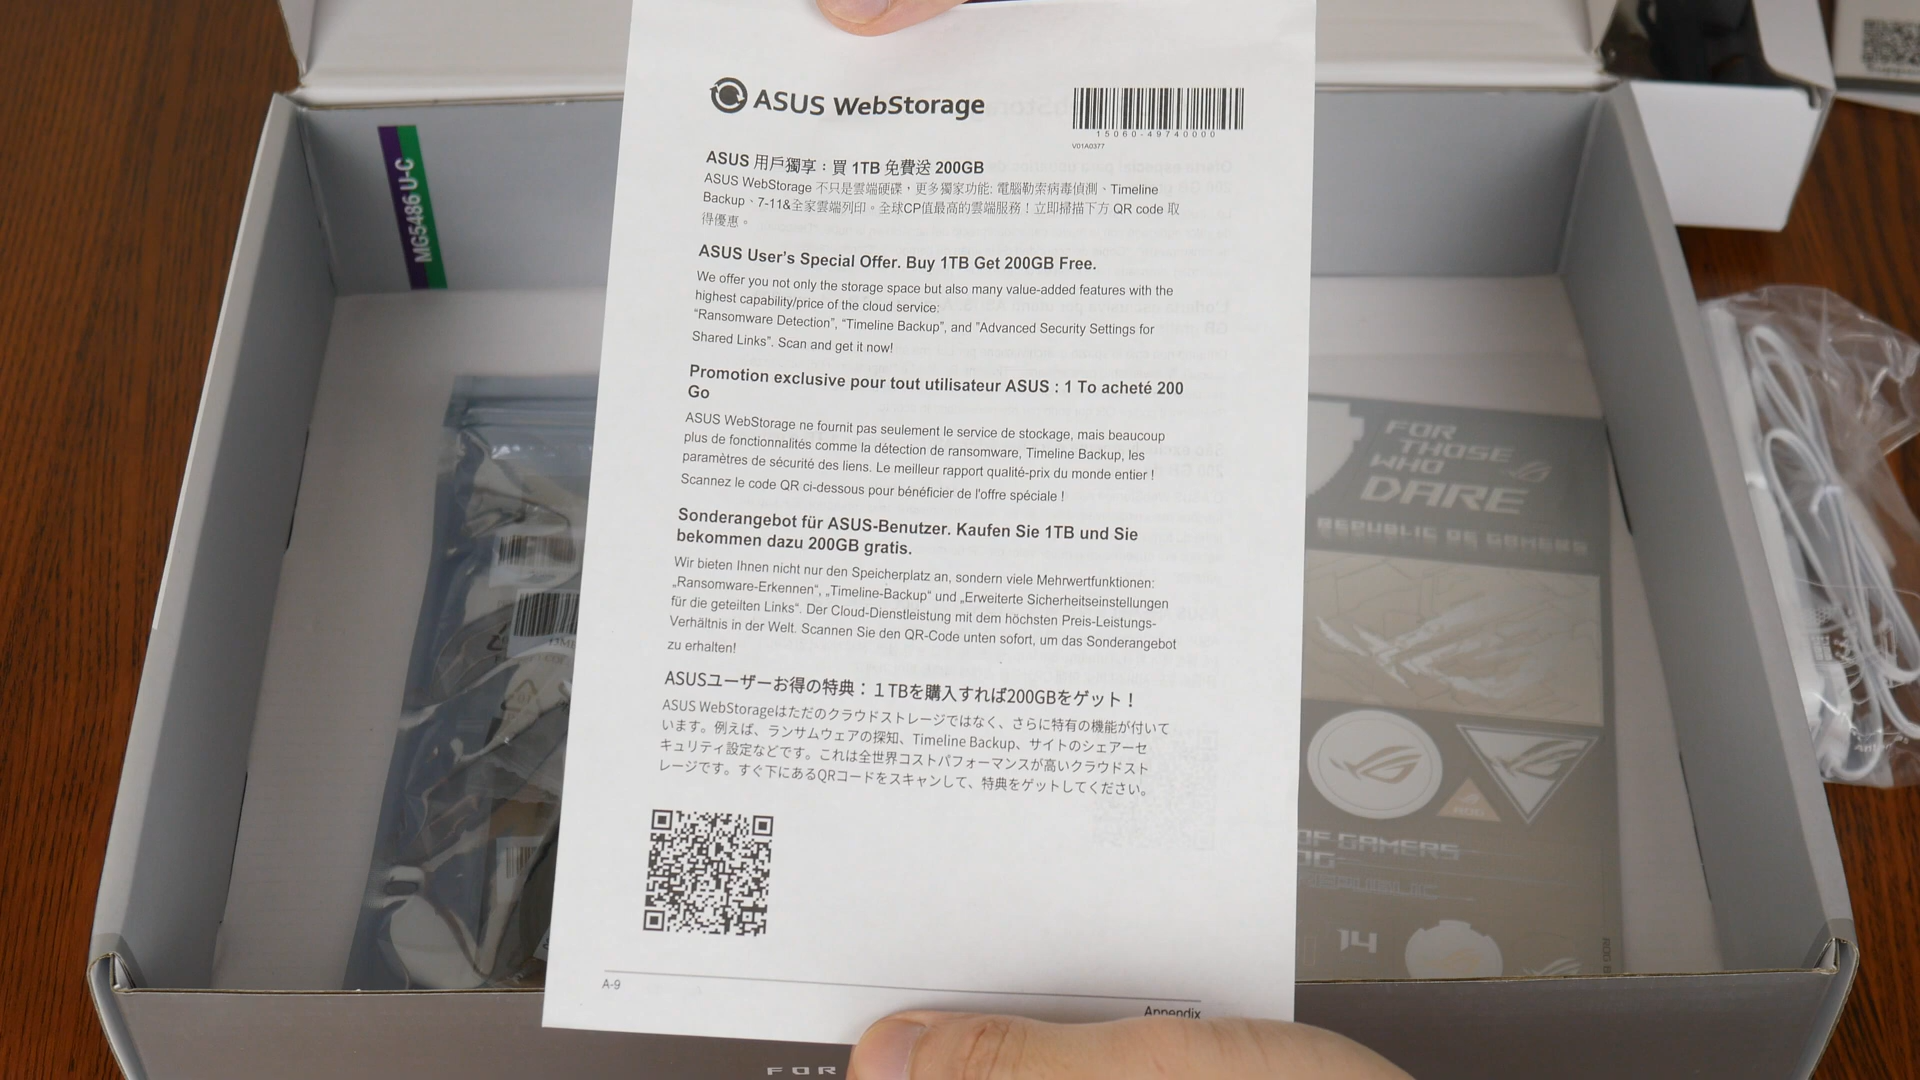 ASUS WebStorage
15060-49740000
V01A0377
ASUS 用戶獨享：買 1TB 免費送 200GB
ASUS WebStorage 不只是雲端硬碟，更多獨家功能: 電腦勒索病毒偵測、Timeline
Backup、7-11&全家雲端列印。全球CP值最高的雲端服務！立即掃描下方 QR code 取
得優惠。
ASUS User's Special Offer. Buy 1TB Get 200GB Free.
We offer you not only the storage space but also many value-added features with the
highest capability/price of the cloud service:
“Ransomware Detection”, “Timeline Backup”, and ”Advanced Security Settings for
Shared Links”. Scan and get it now!
Promotion exclusive pour tout utilisateur ASUS : 1 To acheté 200
Go
ASUS WebStorage ne fournit pas seulement le service de stockage, mais beaucoup
plus de fonctionnalités comme la détection de ransomware, Timeline Backup, les
paramètres de sécurité des liens. Le meilleur rapport qualité-prix du monde entier !
Scannez le code QR ci-dessous pour bénéficier de l'offre spéciale !
Sonderangebot für ASUS-Benutzer. Kaufen Sie 1TB und Sie
bekommen dazu 200GB gratis.
Wir bieten Ihnen nicht nur den Speicherplatz an, sondern viele Mehrwertfunktionen:
„Ransomware-Erkennen“, „Timeline-Backup“ und „Erweiterte Sicherheitseinstellungen
für die geteilten Links“. Der Cloud-Dienstleistung mit dem höchsten Preis-Leistungs-
Verhältnis in der Welt. Scannen Sie den QR-Code unten sofort, um das Sonderangebot
zu erhalten!
ASUSユーザーお得の特典：１TBを購入すれば200GBをゲット！
ASUS WebStorageはただのクラウドストレージではなく、さらに特有の機能が付いて
います。例えば、ランサムウェアの探知、Timeline Backup、サイトのシェアーセ
キュリティ設定などです。これは全世界コストパフォーマンスが高いクラウドスト
レージです。すぐ下にあるQRコードをスキャンして、特典をゲットしてください。
A-9
Appendix
MG5486 U-C
FOR
THOSE
WHO
DARE
REPUBLIC OF GAMERS
OF GAMERS
14
FOR